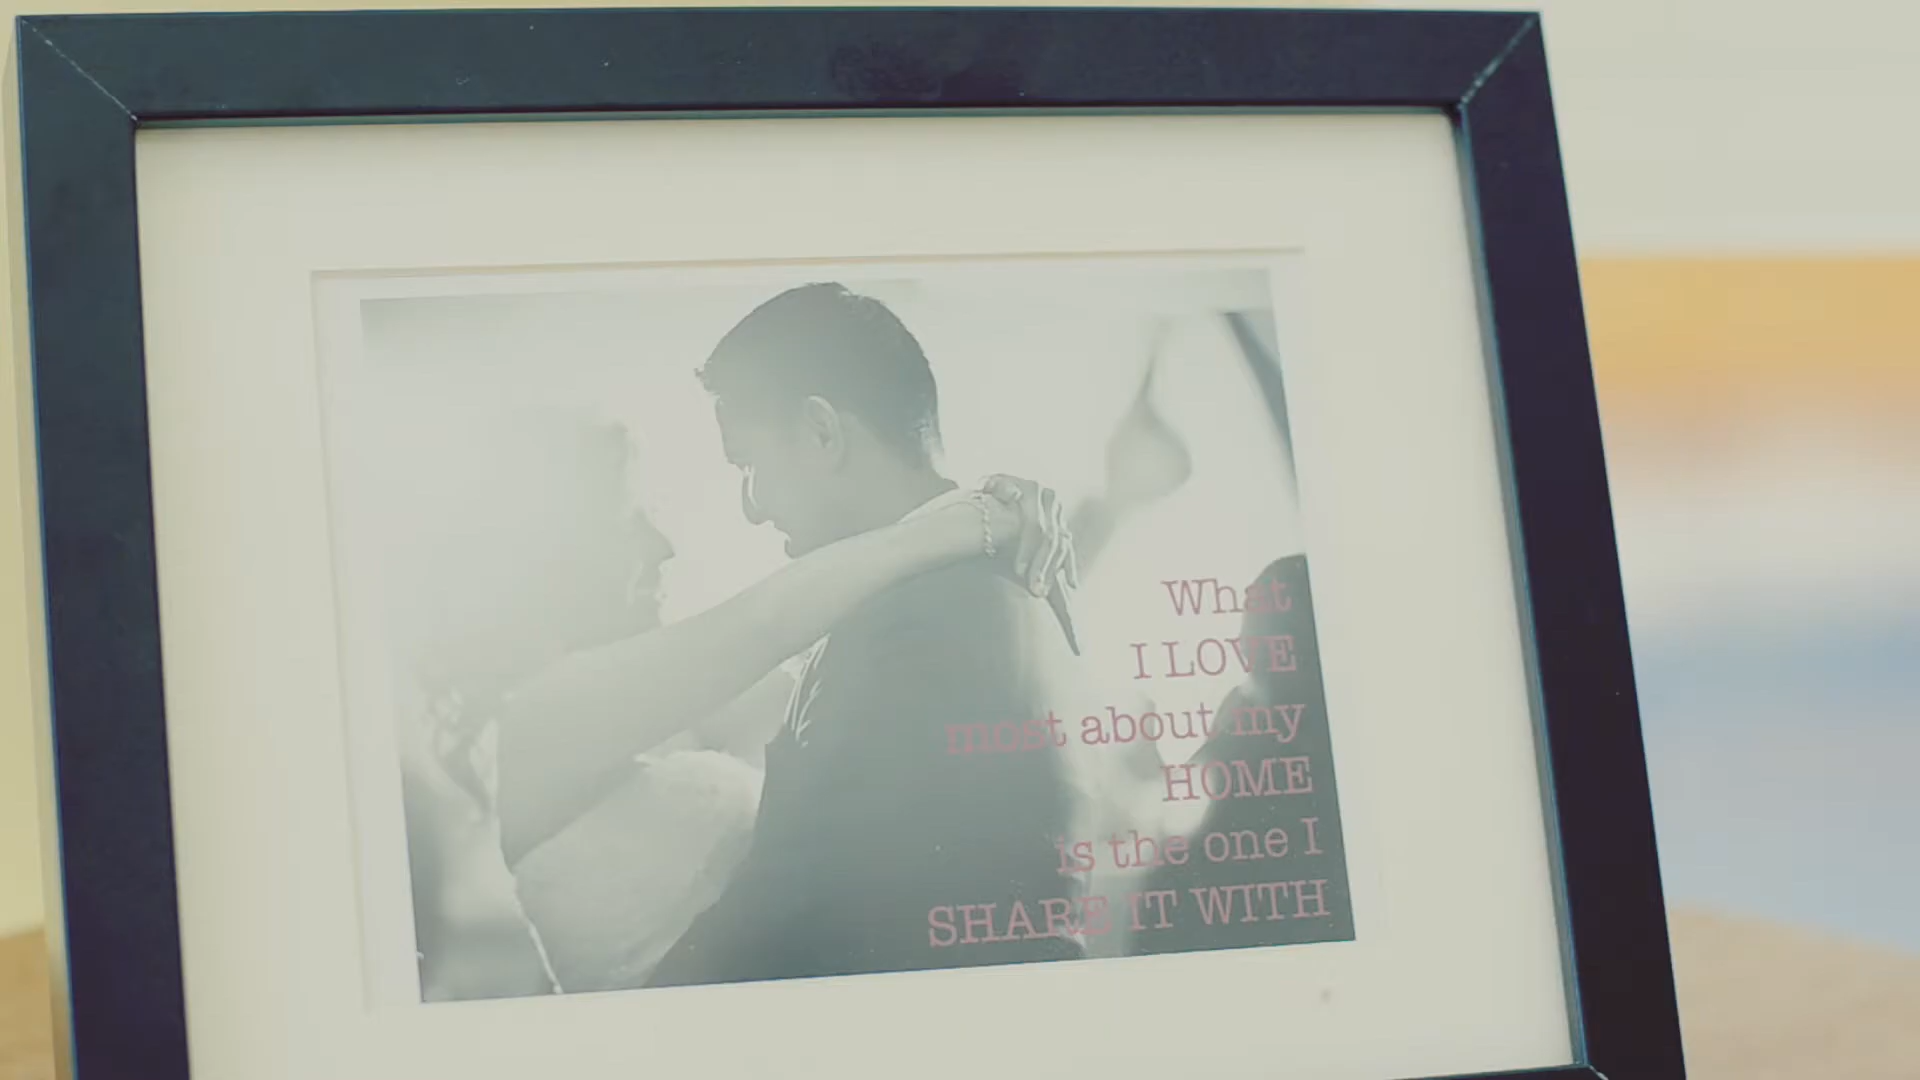 What
I LOVE
most about my
HOME
is the one I
SHARE IT WITH